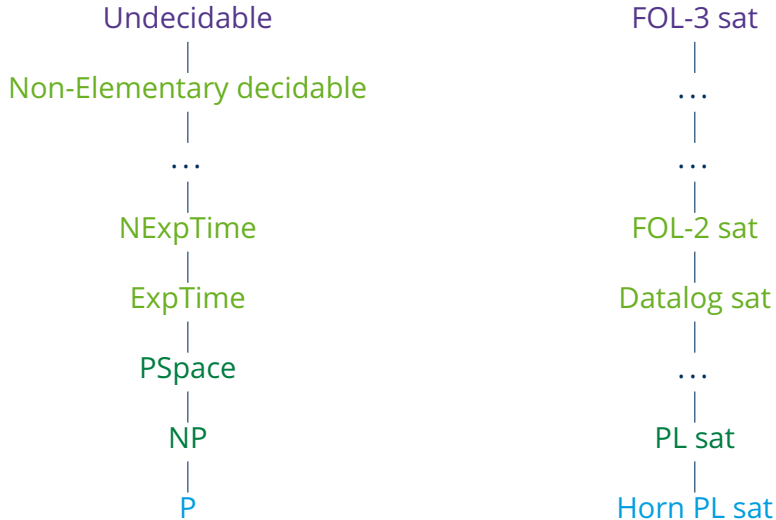 Undecidable FOL-3 sat
Non-Elementary decidable ...
... ...
NExpTime FOL-2 sat
ExpTime Datalog sat
PSpace ...
NP PL sat
P Horn PL sat